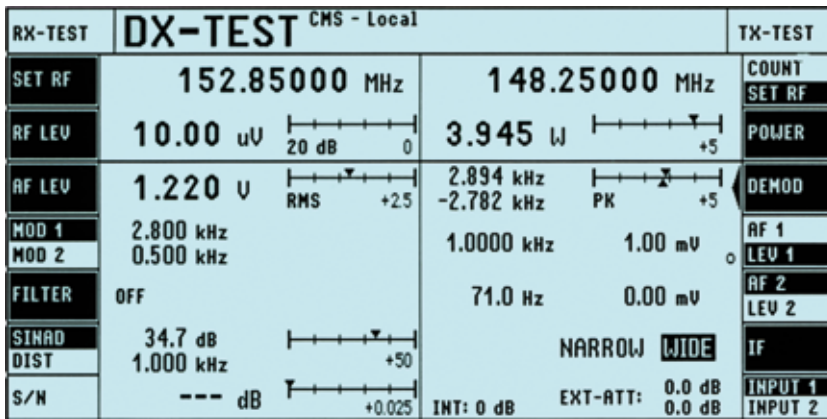 RX-TEST DX-TEST CMS - Local TX-TEST
SET RF 152.85000 MHz 148.25000 MHz COUNT
SET RF
RF LEV 10.00 uV 20 dB 0 3.945 W +5 POWER
AF LEV 1.220 V RMS +2.5 2.894 kHz
-2.782 kHz PK +5 DEMOD
MOD 1 2.800 kHz 1.0000 kHz 1.00 mV AF 1
MOD 2 0.500 kHz LEV 1
FILTER OFF 71.0 Hz 0.00 mV AF 2
LEV 2
SINAD 34.7 dB +50 NARROW WIDE IF
DIST 1.000 kHz
S/N --- dB +0.025 INT: 0 dB EXT-ATT: 0.0 dB INPUT 1
0.0 dB INPUT 2